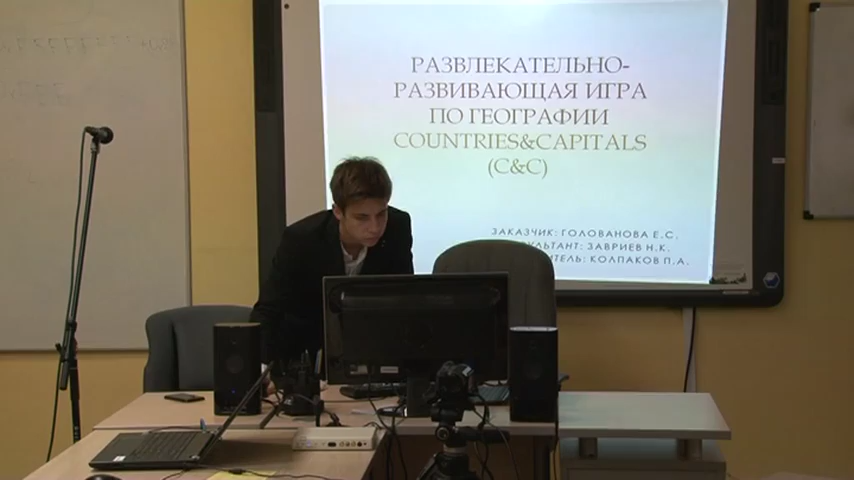 РАЗВЛЕКАТЕЛЬНО-
РАЗВИВАЮЩАЯ ИГРА
ПО ГЕОГРАФИИ
COUNTRIES&CAPITALS
(C&C)
ЗАКАЗЧИК: ГОЛОВАНОВА Е.С.
ЗАВРИЕВ Н.К.
КОЛПАКОВ П.А.